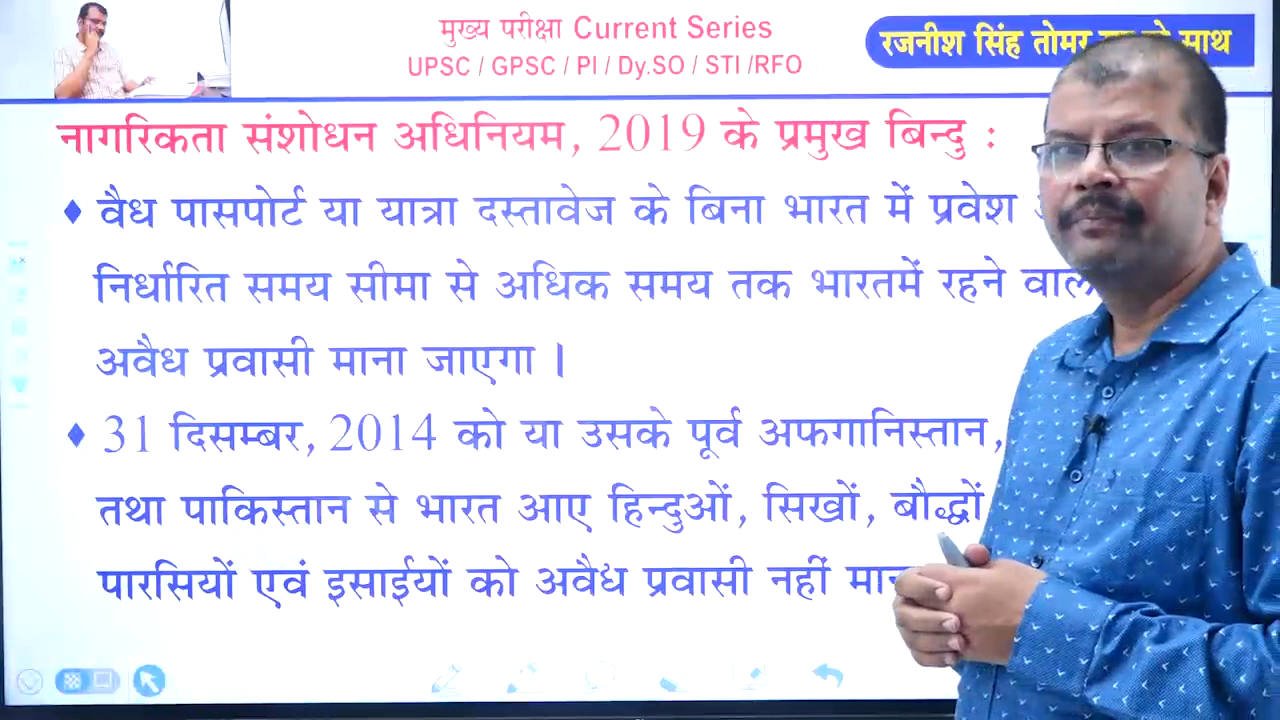 मुख्य परीक्षा Current Series
UPSC / GPSC / PI / Dy.SO / STI /RFO
रजनीश सिंह तोमर साथ
नागरिकता संशोधन अधिनियम, 2019 के प्रमुख बिन्दु :
वैध पासपोर्ट या यात्रा दस्तावेज के बिना भारत में प्रवेश
निर्धारित समय सीमा से अधिक समय तक भारतमें रहने
अवैध प्रवासी माना जाएगा ।
31 दिसम्बर, 2014 को या उसके पूर्व अफगानिस्तान,
तथा पाकिस्तान से भारत आए हिन्दुओं, सिखों, बौद्धों
पारसियों एवं इसाईयों को अवैध प्रवासी नहीं